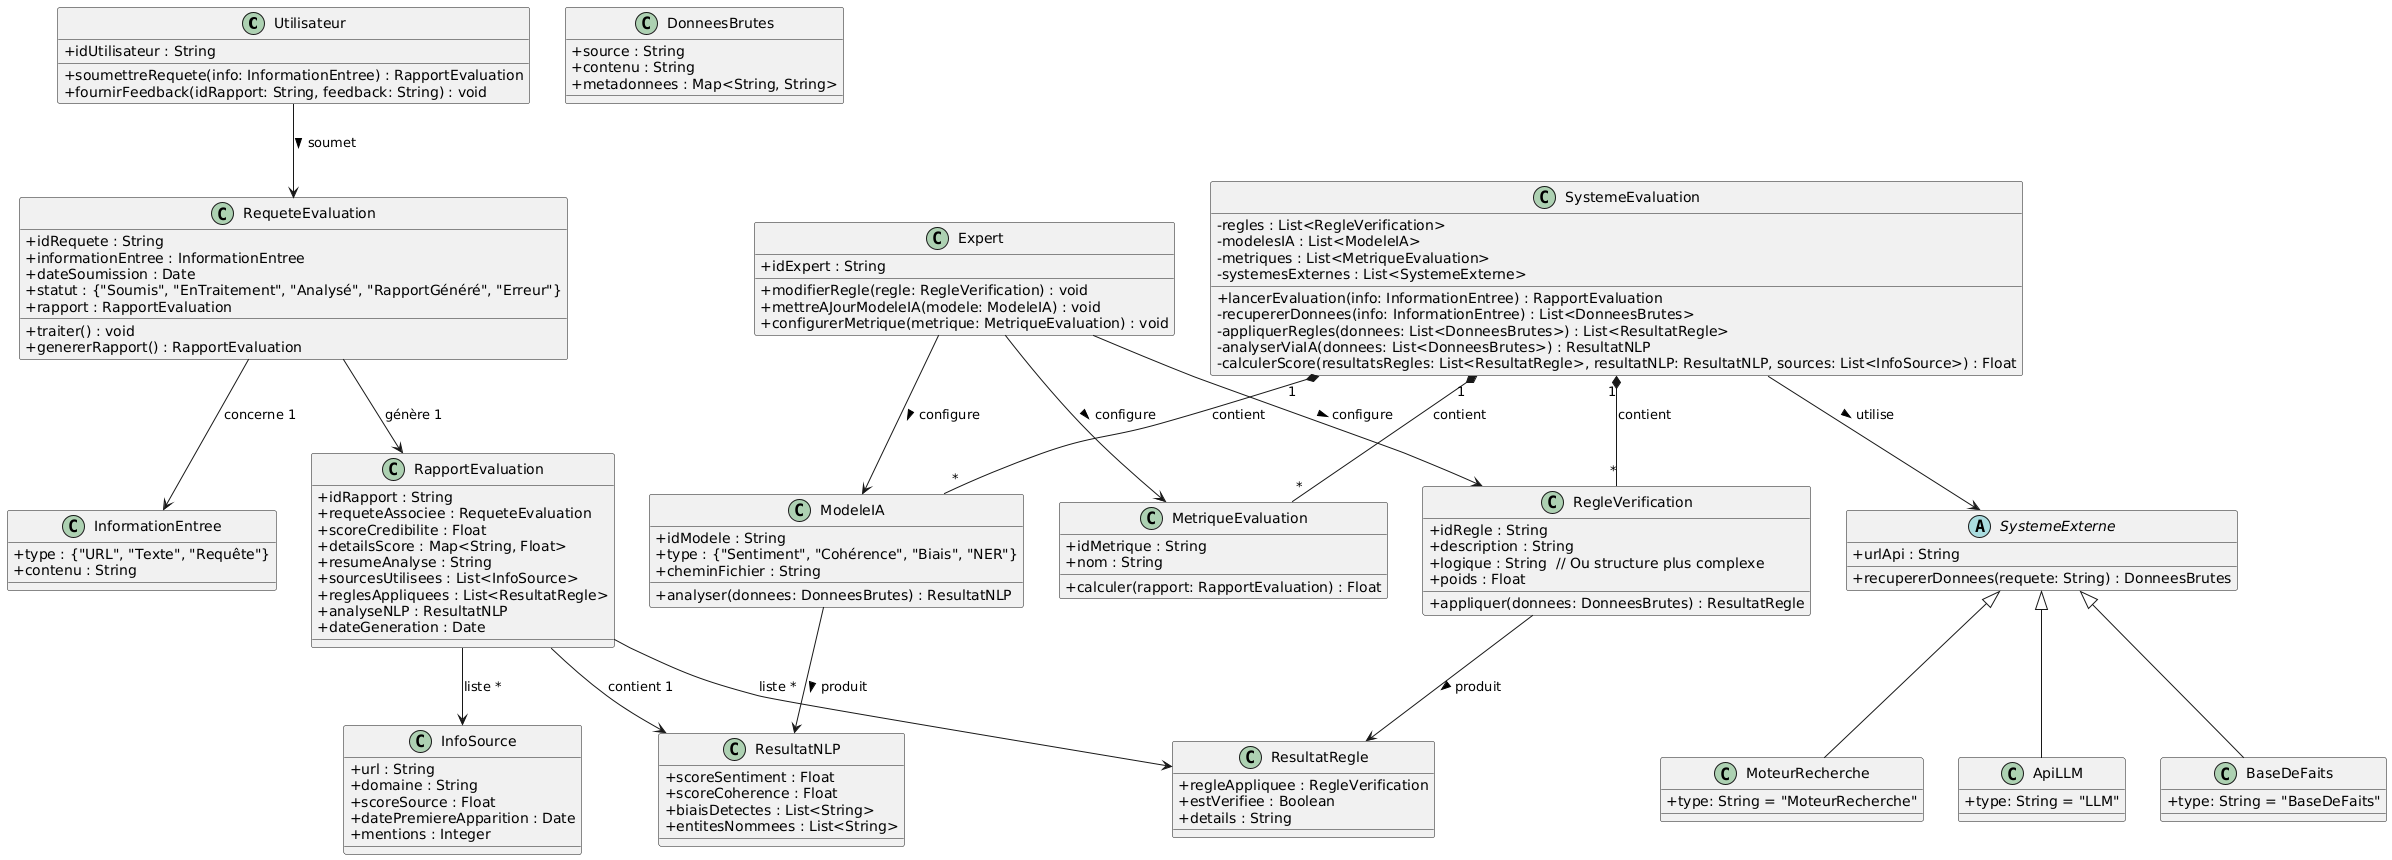 C Utilisateur
+idUtilisateur : String
+soumettreRequete(info: InformationEntree) : RapportEvaluation
+fournirFeedback(idRapport: String, feedback: String) : void
C DonneesBrutes
+source : String
+contenu : String
+metadonnees : Map<String, String>
soumet
C RequeteEvaluation
+idRequete : String
+informationEntree : InformationEntree
+dateSoumission : Date
+statut : {"Soumis", "EnTraitement", "Analysé", "RapportGénéré", "Erreur"}
+rapport : RapportEvaluation
+traiter() : void
+genererRapport() : RapportEvaluation
C Expert
+idExpert : String
+modifierRegle(regle: RegleVerification) : void
+mettreAJourModeleIA(modele: ModeleIA) : void
+configurerMetrique(metrique: MetriqueEvaluation) : void
C SystemeEvaluation
-regles : List<RegleVerification>
-modelesIA : List<ModeleIA>
-metriques : List<MetriqueEvaluation>
-systemesExternes : List<SystemeExterne>
+lancerEvaluation(info: InformationEntree) : RapportEvaluation
-recupererDonnees(info: InformationEntree) : List<DonneesBrutes>
-appliquerRegles(donnees: List<DonneesBrutes>) : List<ResultatRegle>
-analyserViaIA(donnees: List<DonneesBrutes>) : ResultatNLP
-calculerScore(resultatsRegles: List<ResultatRegle>, resultatNLP: ResultatNLP, sources: List<InfoSource>) : Float
1
1
1
concerne 1
génère 1
configure
configure
contient
configure
contient
contient
utilise
*
*
*
C InformationEntree
+type : {"URL", "Texte", "Requête"}
+contenu : String
C RapportEvaluation
+idRapport : String
+requeteAssociee : RequeteEvaluation
+scoreCredibilite : Float
+detailsScore : Map<String, Float>
+resumeAnalyse : String
+sourcesUtilisees : List<InfoSource>
+reglesAppliquees : List<ResultatRegle>
+analyseNLP : ResultatNLP
+dateGeneration : Date
C ModeleIA
+idModele : String
+type : {"Sentiment", "Cohérence", "Biais", "NER"}
+cheminFichier : String
+analyser(donnees: DonneesBrutes) : ResultatNLP
C MetriqueEvaluation
+idMetrique : String
+nom : String
+calculer(rapport: RapportEvaluation) : Float
C RegleVerification
+idRegle : String
+description : String
+logique : String // Ou structure plus complexe
+poids : Float
+appliquer(donnees: DonneesBrutes) : ResultatRegle
A SystemeExterne
+urlApi : String
+recupererDonnees(requete: String) : DonneesBrutes
liste *
contient 1
liste *
produit
produit
C InfoSource
+url : String
+domaine : String
+scoreSource : Float
+datePremiereApparition : Date
+mentions : Integer
C ResultatNLP
+scoreSentiment : Float
+scoreCoherence : Float
+biaisDetectes : List<String>
+entitesNommees : List<String>
C ResultatRegle
+regleAppliquee : RegleVerification
+estVerifiee : Boolean
+details : String
C MoteurRecherche
+type: String = "MoteurRecherche"
C ApiLLM
+type: String = "LLM"
C BaseDeFaits
+type: String = "BaseDeFaits"